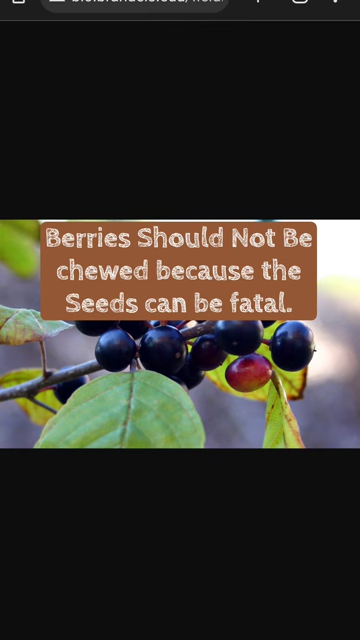 Berries Should Not Be
chewed because the
Seeds can be fatal.